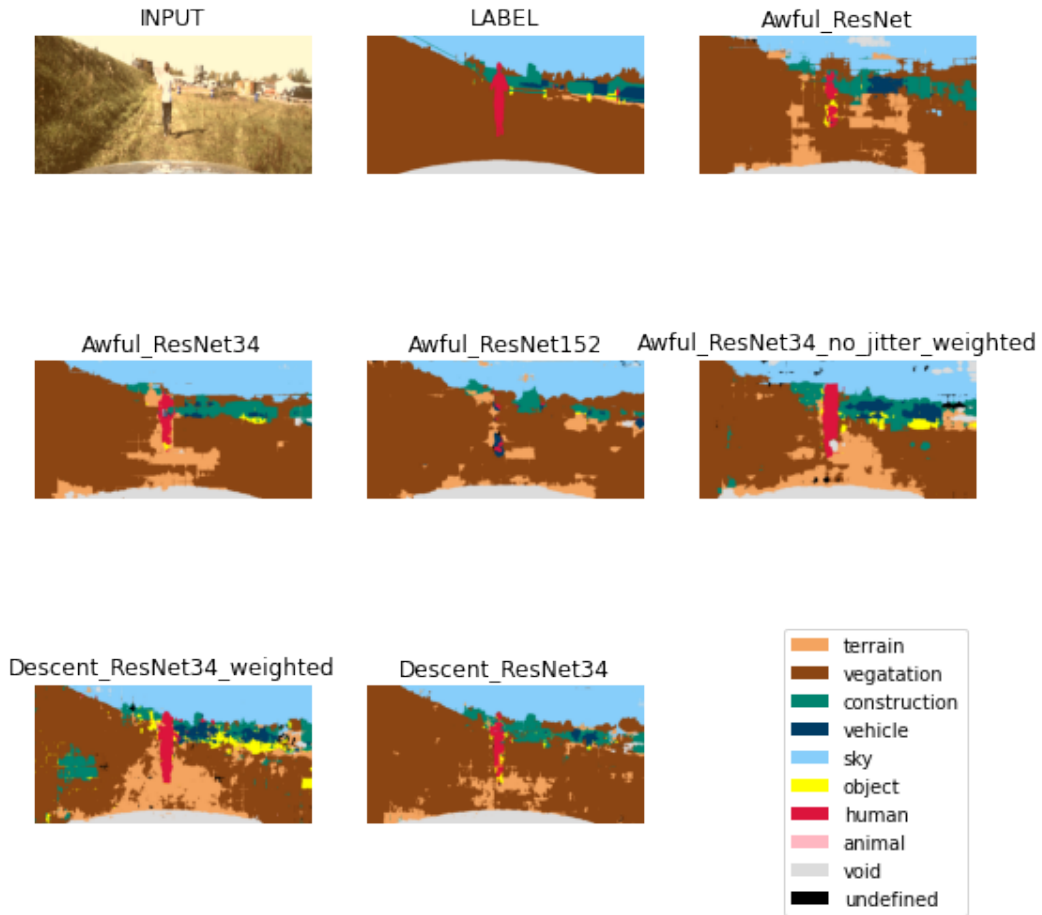 INPUT
LABEL
Awful_ResNet
Awful_ResNet34
Awful_ResNet152
Awful_ResNet34_no_jitter_weighted
Descent_ResNet34_weighted
Descent_ResNet34
terrain
vegatation
construction
vehicle
sky
object
human
animal
void
undefined